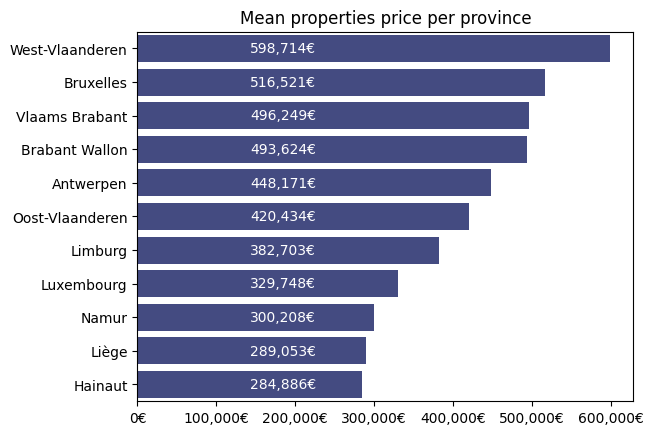 Mean properties price per province
West-Vlaanderen 598,714€
Bruxelles 516,521€
Vlaams Brabant 496,249€
Brabant Wallon 493,624€
Antwerpen 448,171€
Oost-Vlaanderen 420,434€
Limburg 382,703€
Luxembourg 329,748€
Namur 300,208€
Liège 289,053€
Hainaut 284,886€
0€ 100,000€ 200,000€ 300,000€ 400,000€ 500,000€ 600,000€